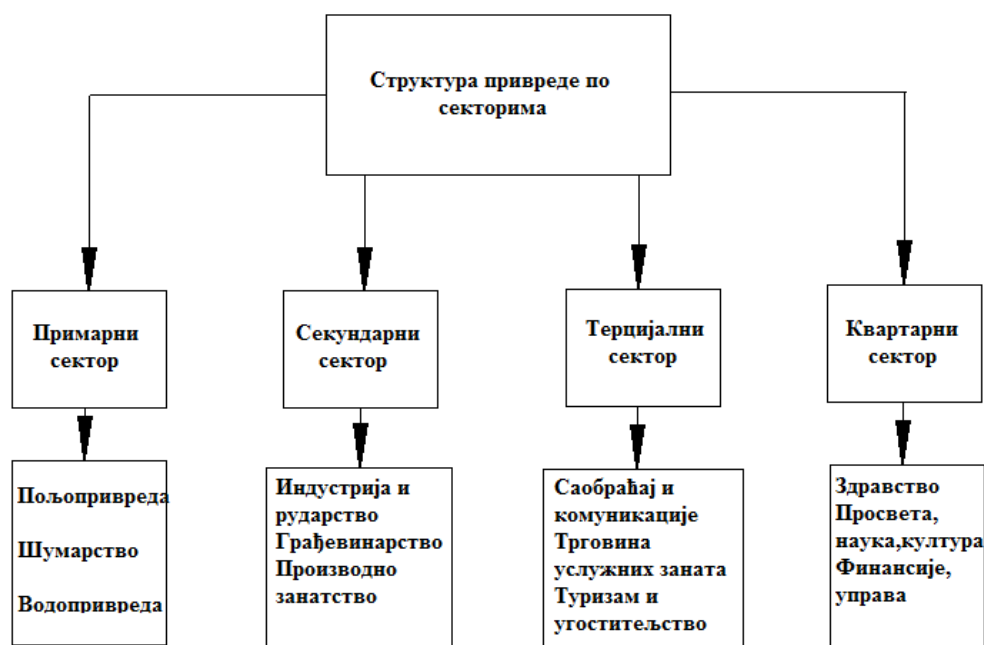 Структура привреде по
секторима
Примарни
сектор
Секундарни
сектор
Терцијални
сектор
Квартарни
сектор
Пољопривреда
Шумарство
Водопривреда
Индустрија и
рударство
Грађевинарство
Производно
занатство
Саобраћај и
комуникације
Трговина
услужних заната
Туризам и
угоститељство
Здравство
Просвета,
наука,култура
Финансије,
управа